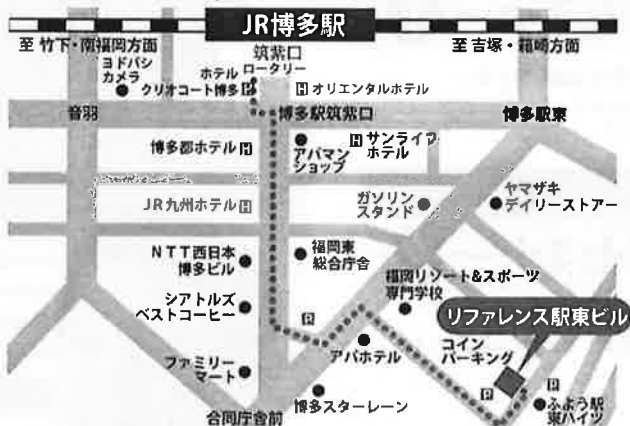 JR博多駅
至 竹下・南福岡方面
至 吉塚・箱崎方面
筑紫口
ロータリー
ヨドバシ
カメラ
ホテル
クリオコート博多 H
H オリエンタルホテル
音羽
博多駅筑紫口
博多駅東
博多都ホテル H
アパマン
ショップ
H サンライフ
ホテル
JR九州ホテル H
ガソリン
スタンド
ヤマザキ
デイリーストアー
NTT西日本
博多ビル
福岡東
総合庁舎
福岡リゾート&スポーツ
専門学校
シアトルズ
ベストコーヒー
P
リファレンス駅東ビル
アパホテル
コイン
パーキング
ファミリー
マート
P
P
博多スターレーン
ふよう駅
東ハイツ
合同庁舎前